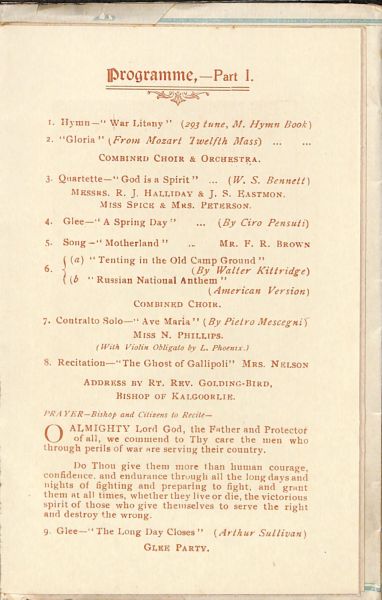 Programme,—Part I.
1. Hymn—"War Litany" (293 tune, M. Hymn Book)
2. "Gloria" (From Mozart Twelfth Mass) ... ...
Combined Choir & Orchestra.
3. Quartette—"God is a Spirit" ... (W. S. Bennett)
Messrs. R. J. Halliday & J. S. Eastmon.
Miss Spick & Mrs. Peterson.
4. Glee—"A Spring Day" ... (By Ciro Pensuti)
5. Song—"Motherland" .. Mr. F. R. Brown
6. { (a) "Tenting in the Old Camp Ground"
(By Walter Kittridge)
(b "Russian National Anthem"
(American Version)
Combined Choir.
7. Contralto Solo—"Ave Maria" (By Pietro Mescegni)
Miss N. Phillips.
(With Violin Obligato by L. Phoenix.)
8. Recitation—"The Ghost of Gallipoli" Mrs. Nelson
Address by Rt. Rev. Golding-Bird,
Bishop of Kalgoorlie.
PRAYER—Bishop and Citizens to Recite—
O ALMIGHTY Lord God, the Father and Protector
of all, we commend to Thy care the men who
through perils of war are serving their country.
Do Thou give them more than human courage,
confidence, and endurance through all the long days and
nights of fighting and preparing to fight, and grant
them at all times, whether they live or die, the victorious
spirit of those who give themselves to serve the right
and destroy the wrong.
9. Glee—"The Long Day Closes" (Arthur Sullivan)
Glee Party.